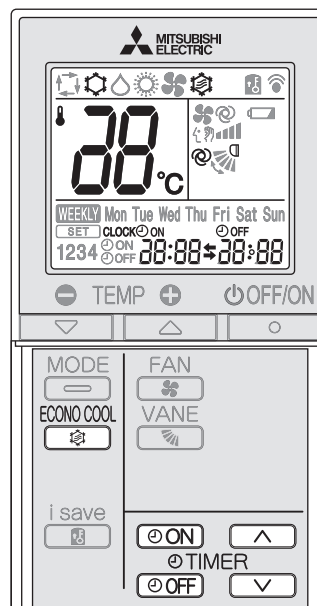 MITSUBISHI
ELECTRIC
88°C
WEEKLY Mon Tue Wed Thu Fri Sat Sun
SET CLOCK ON OFF
1234 ON OFF 88:88 88:88
TEMP OFF/ON
MODE FAN
ECONO COOL VANE
i save
ON
TIMER
OFF